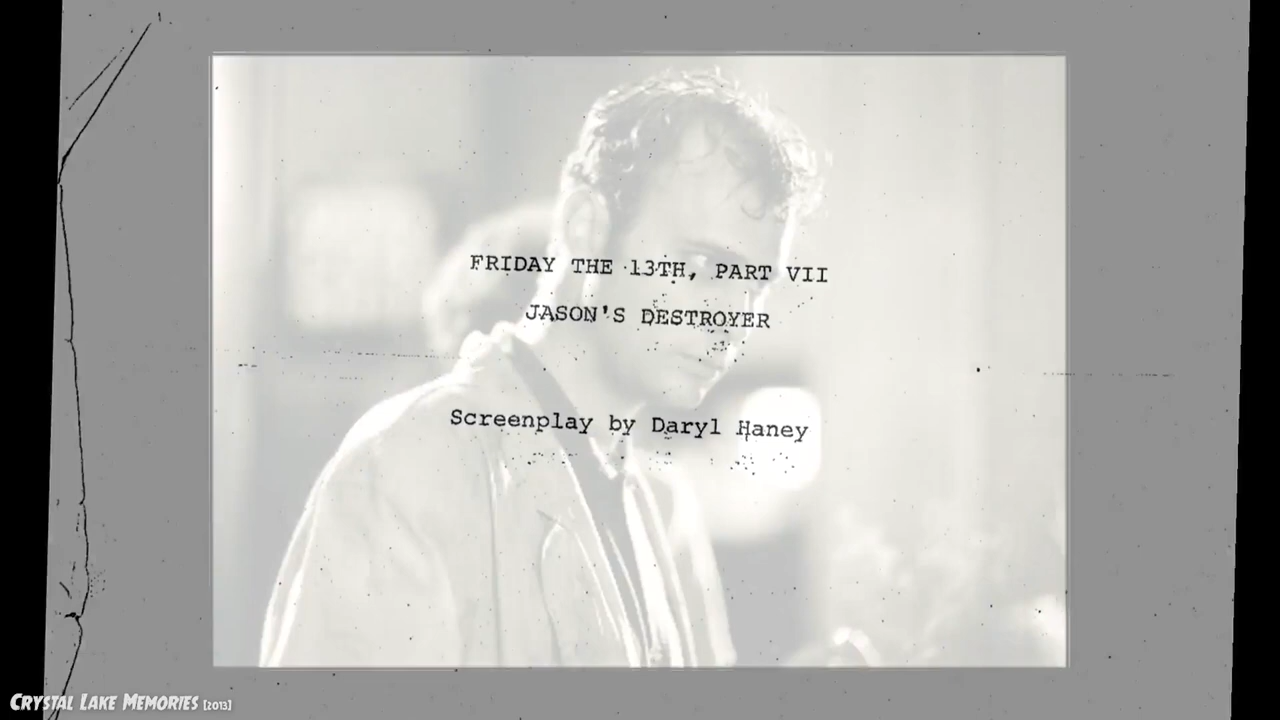 FRIDAY THE 13TH, PART VII
JASON'S DESTROYER
Screenplay by Daryl Haney
CRYSTAL LAKE MEMORIES [2013]